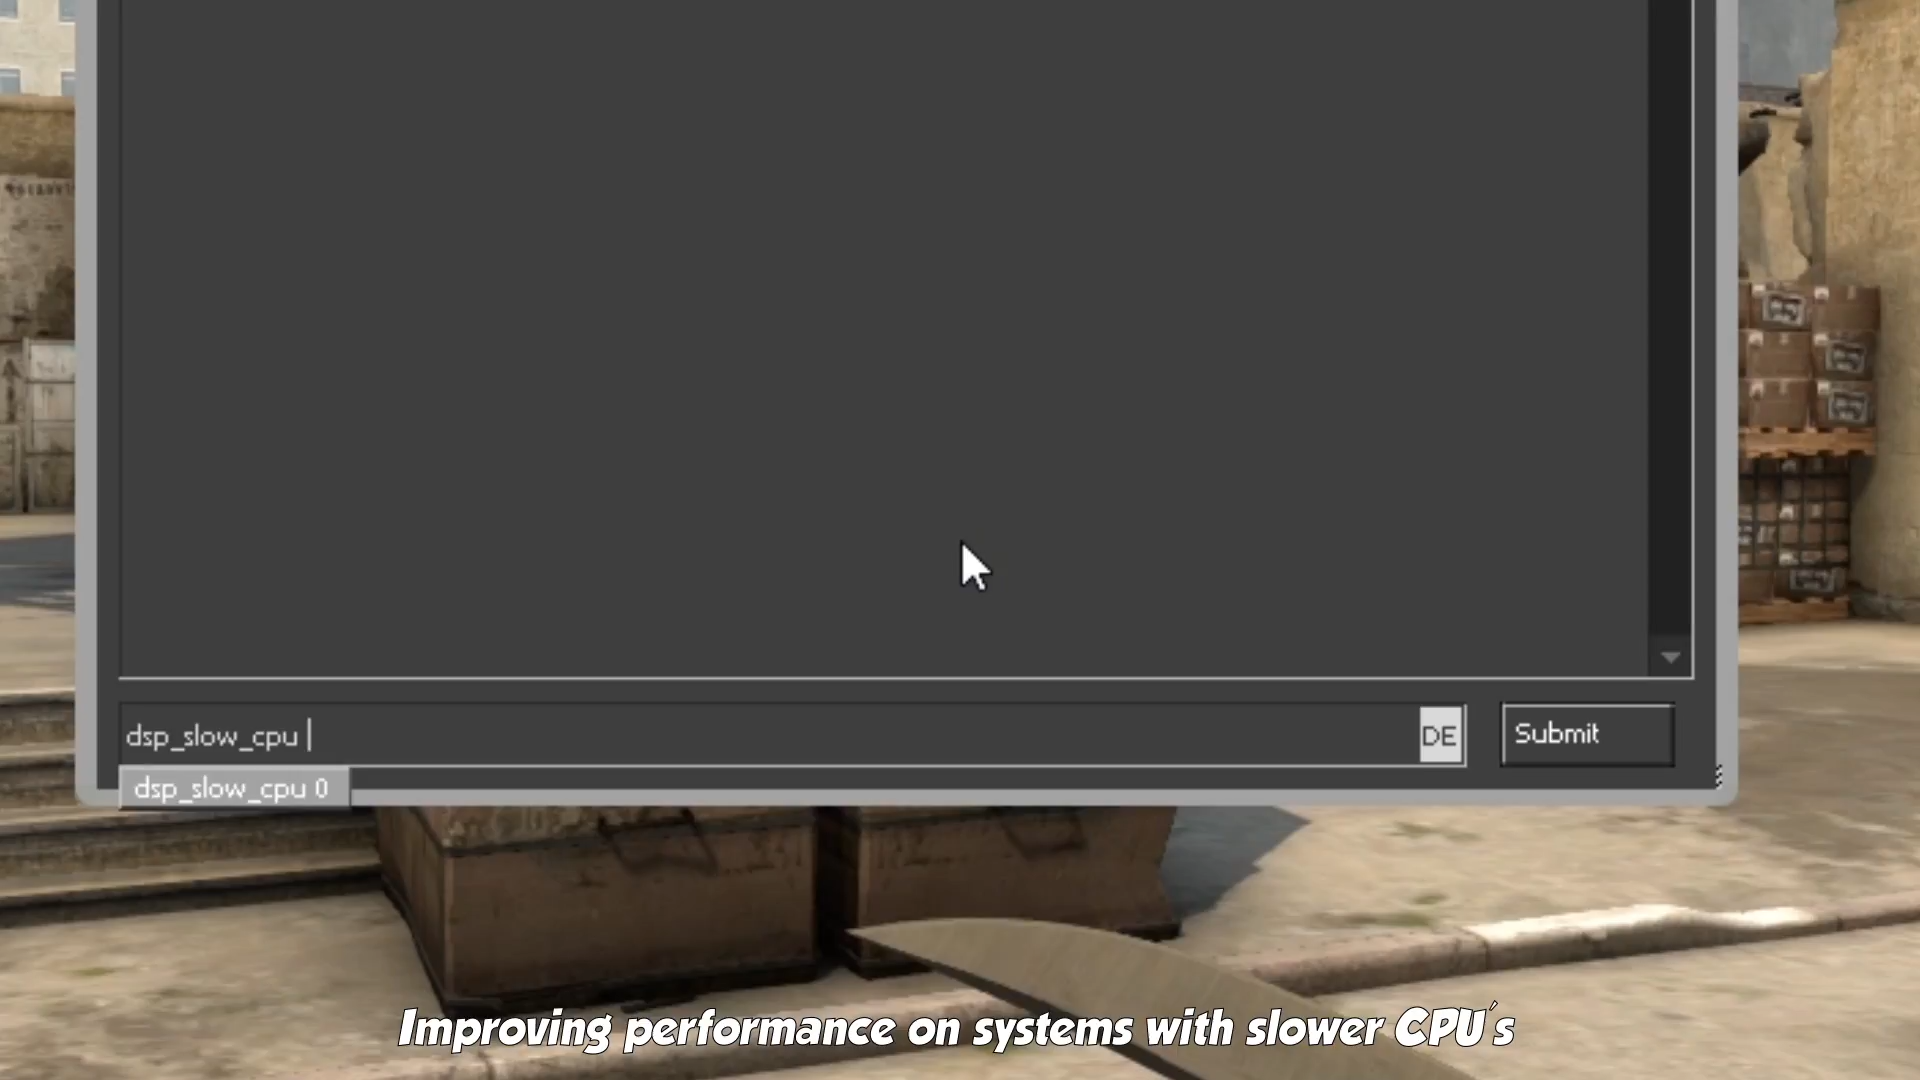 dsp_slow_cpu
DE
Submit
dsp_slow_cpu 0
Improving performance on systems with slower CPU's